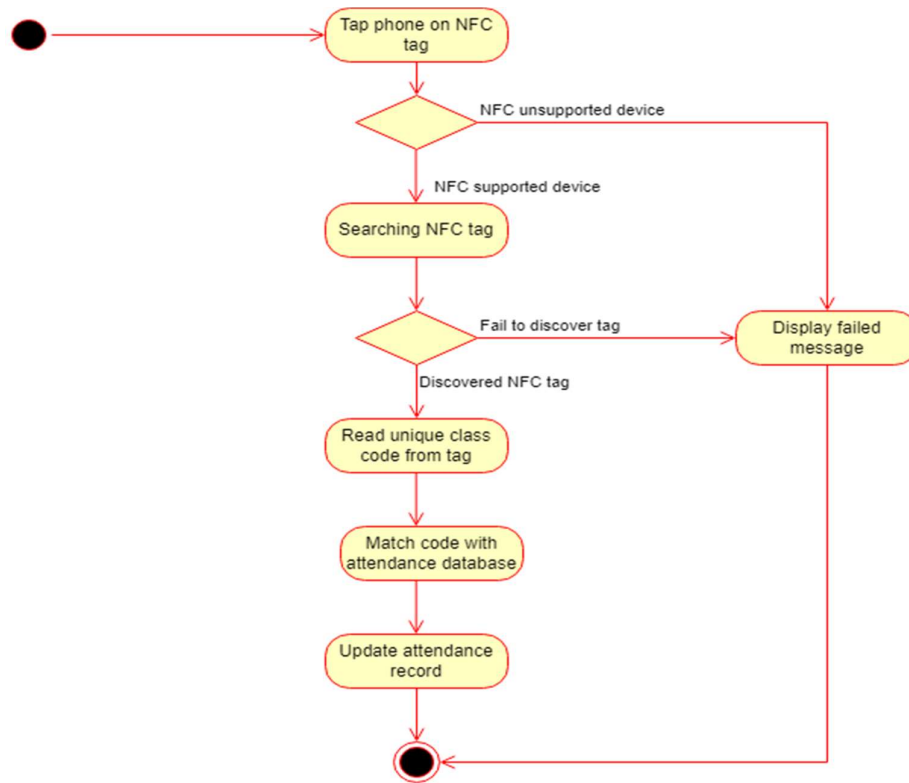 Tap phone on NFC
tag
NFC unsupported device
NFC supported device
Searching NFC tag
Fail to discover tag
Display failed
message
Discovered NFC tag
Read unique class
code from tag
Match code with
attendance database
Update attendance
record